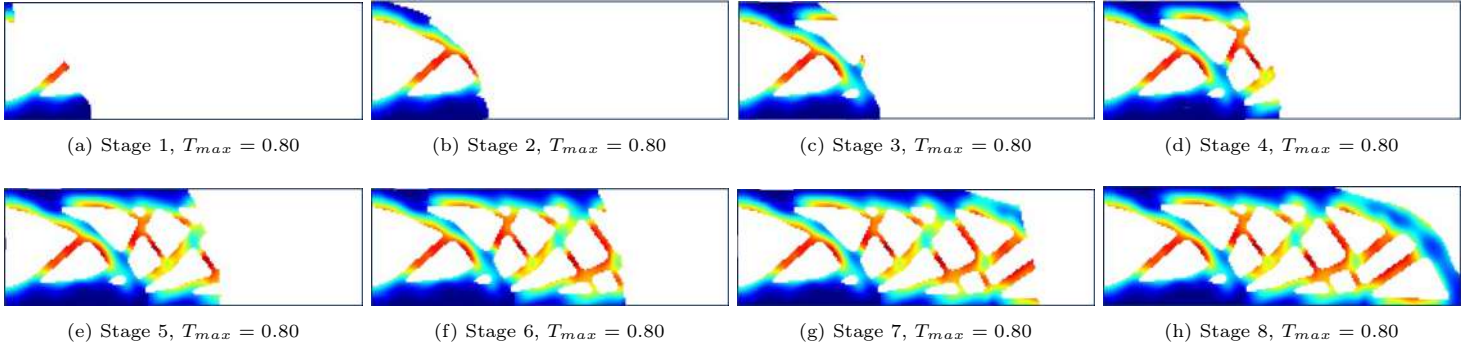 (a) Stage 1, T_max = 0.80
(b) Stage 2, T_max = 0.80
(c) Stage 3, T_max = 0.80
(d) Stage 4, T_max = 0.80
(e) Stage 5, T_max = 0.80
(f) Stage 6, T_max = 0.80
(g) Stage 7, T_max = 0.80
(h) Stage 8, T_max = 0.80